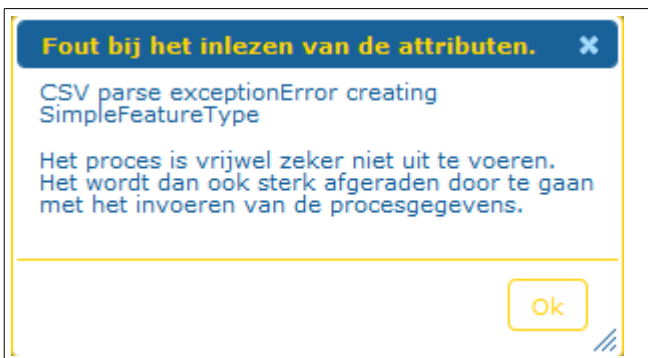 Fout bij het inlezen van de attributen.
CSV parse exceptionError creating
SimpleFeatureType
Het proces is vrijwel zeker niet uit te voeren.
Het wordt dan ook sterk afgeraden door te gaan
met het invoeren van de procesgegevens.
Ok